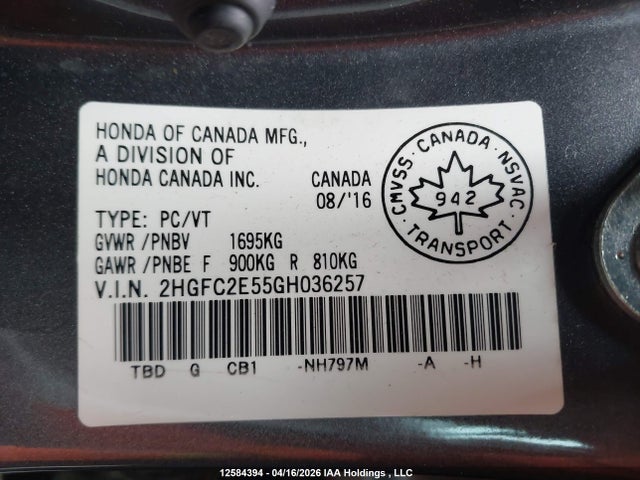 HONDA OF CANADA MFG.,
A DIVISION OF
HONDA CANADA INC.
CANADA
08/'16
TYPE: PC/VT
GVWR /PNBV 1695KG
GAWR /PNBE F 900KG R 810KG
V.I.N. 2HGFC2E55GH036257
CMVSS · CANADA · NSVAC
942
· TRANSPORT ·
TBD G CB1 -NH797M -A -H
12584394 - 04/16/2026 IAA Holdings , LLC